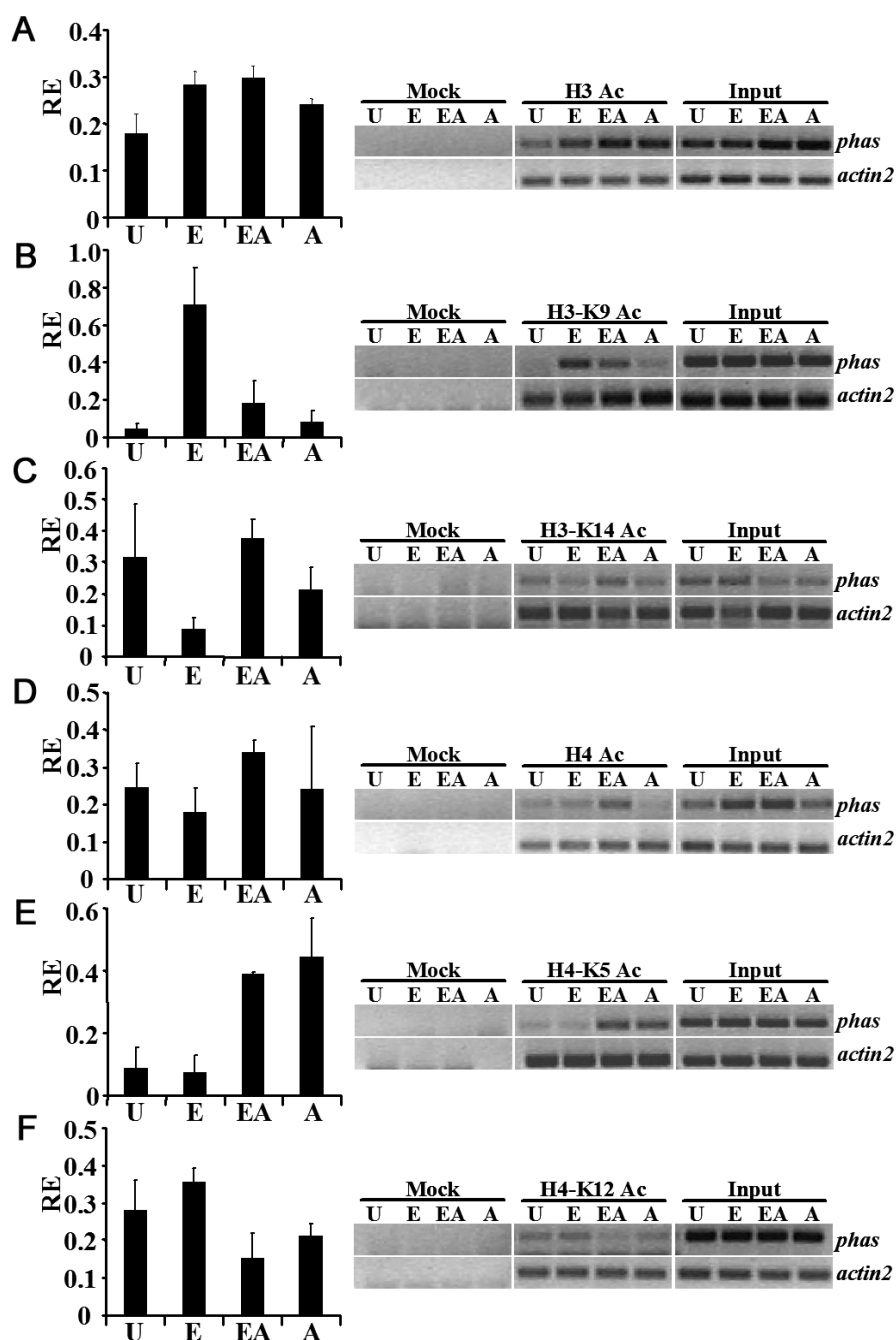 A
RE
0.4
0.3
0.2
0.1
0
U E EA A
Mock H3 Ac Input
U E EA A U E EA A U E EA A
phas
actin2
B
1.0
0.8
0.6
0.4
0.2
0
U E EA A
Mock H3-K9 Ac Input
U E EA A U E EA A U E EA A
phas
actin2
C
RE
0.6
0.5
0.4
0.3
0.2
0.1
0
U E EA A
Mock H3-K14 Ac Input
U E EA A U E EA A U E EA A
phas
actin2
D
RE
0.5
0.4
0.3
0.2
0.1
0
U E EA A
Mock H4 Ac Input
U E EA A U E EA A U E EA A
phas
actin2
E
RE
0.6
0.4
0.2
0
U E EA A
Mock H4-K5 Ac Input
U E EA A U E EA A U E EA A
phas
actin2
F
RE
0.5
0.4
0.3
0.2
0.1
0
U E EA A
Mock H4-K12 Ac Input
U E EA A U E EA A U E EA A
phas
actin2